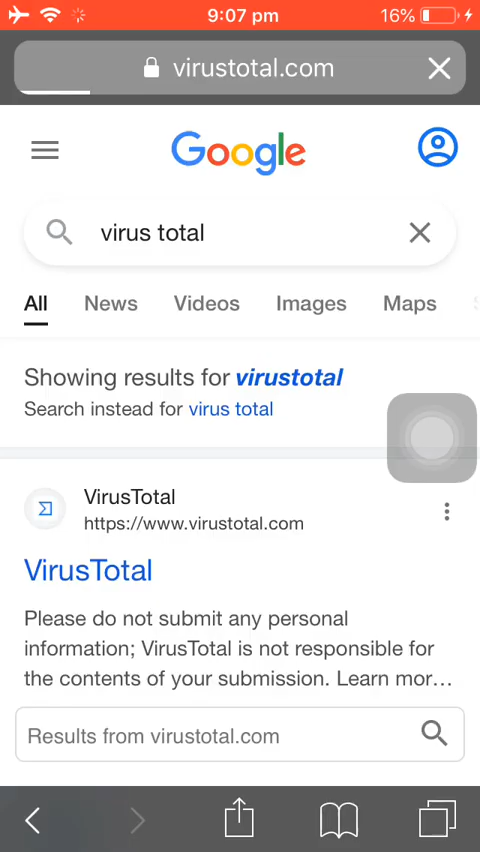 9:07 pm
16%
virustotal.com
Google
virus total
All News Videos Images Maps
Showing results for virustotal
Search instead for virus total
VirusTotal
https://www.virustotal.com
VirusTotal
Please do not submit any personal
information; VirusTotal is not responsible for
the contents of your submission. Learn mor...
Results from virustotal.com